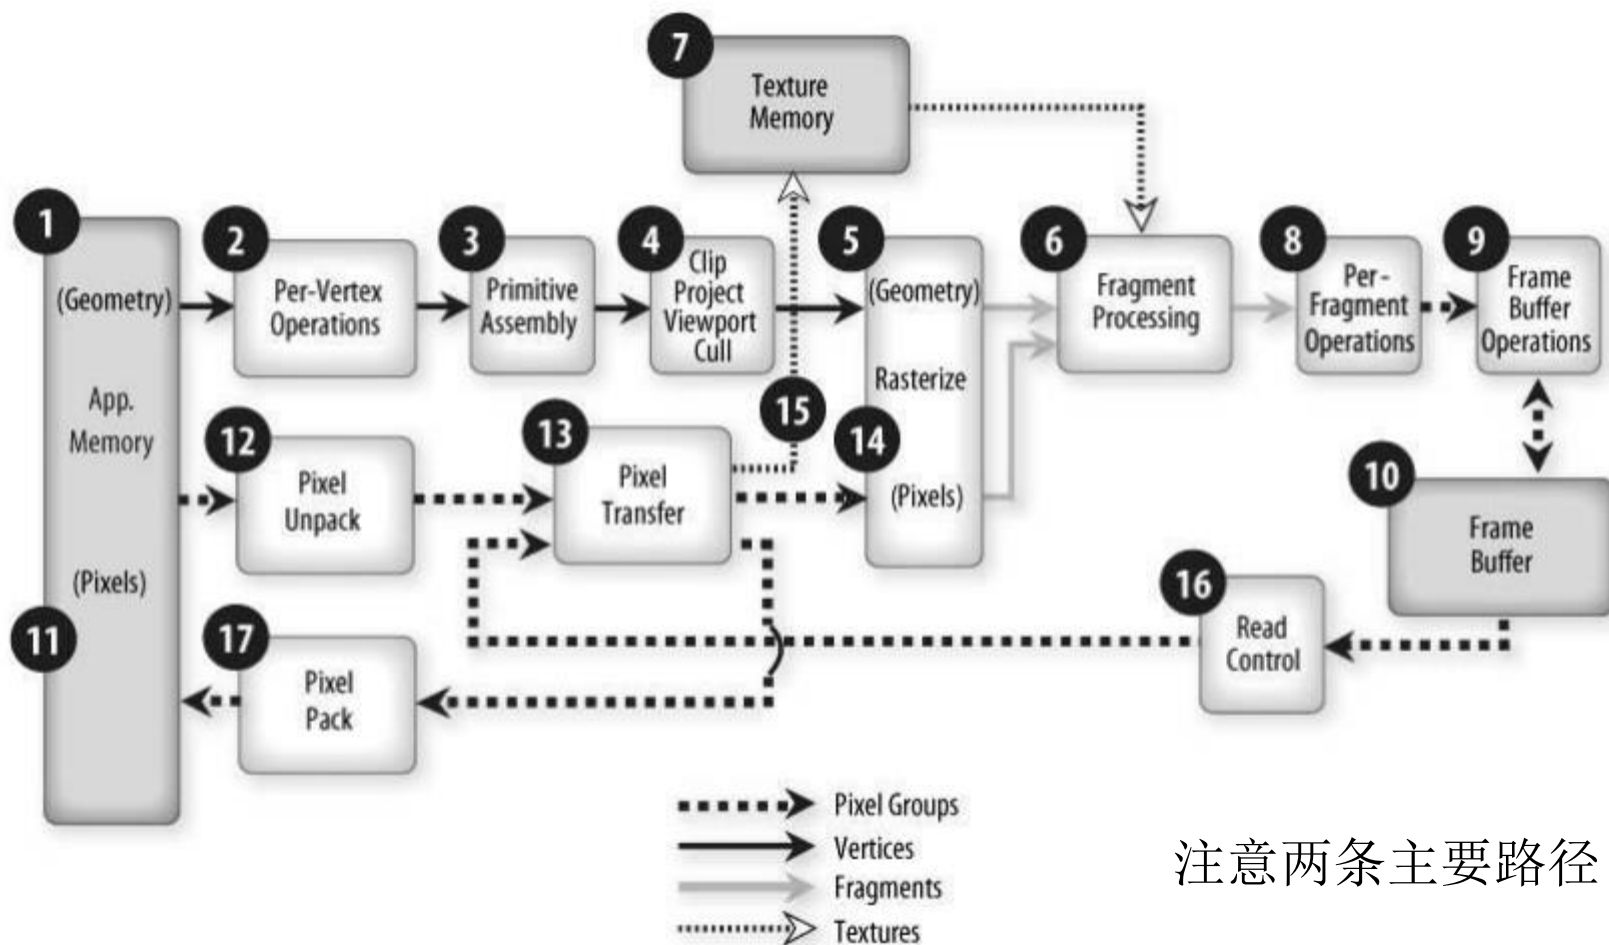 7
Texture
Memory
1
(Geometry)
App.
Memory
(Pixels)
11
2
Per-Vertex
Operations
3
Primitive
Assembly
4
Clip
Project
Viewport
Cull
5
(Geometry)
Rasterize
14
(Pixels)
6
Fragment
Processing
8
Per-
Fragment
Operations
9
Frame
Buffer
Operations
12
Pixel
Unpack
13
Pixel
Transfer
15
10
Frame
Buffer
16
Read
Control
17
Pixel
Pack
Pixel Groups
Vertices
Fragments
Textures
注意两条主要路径